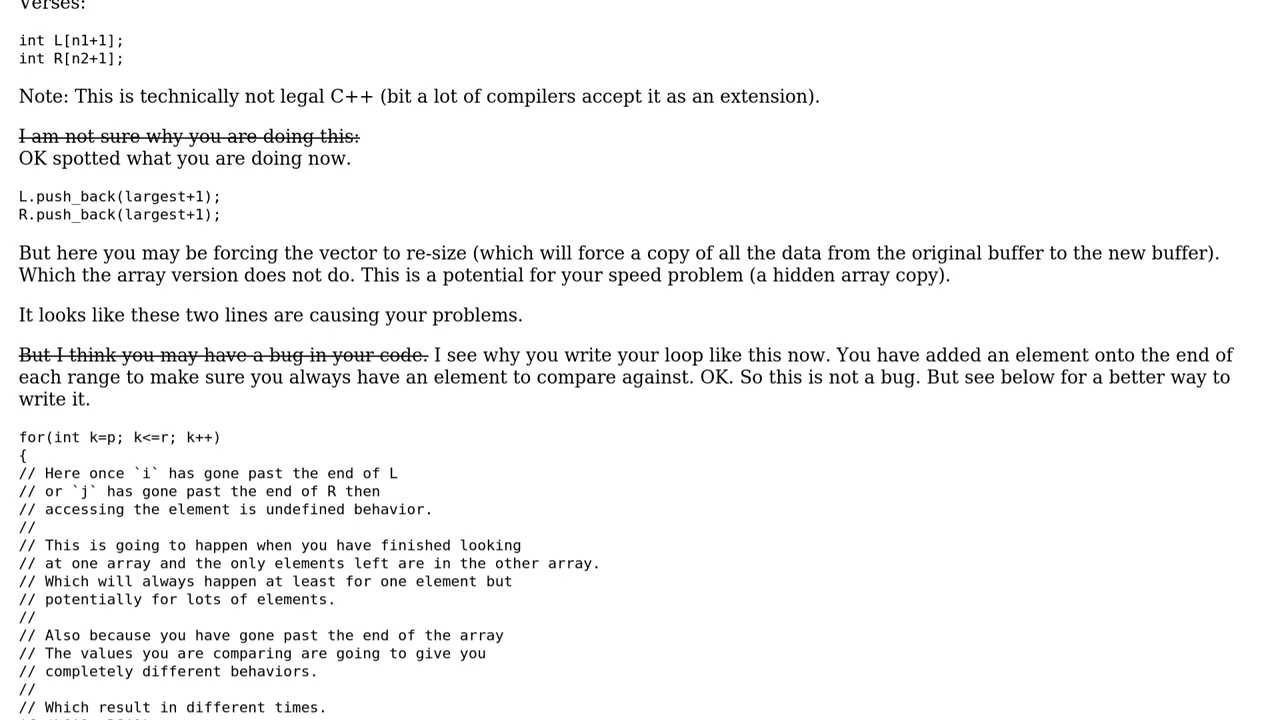 Verses:
int L[n1+1];
int R[n2+1];
Note: This is technically not legal C++ (bit a lot of compilers accept it as an extension).
I am not sure why you are doing this:
OK spotted what you are doing now.
L.push_back(largest+1);
R.push_back(largest+1);
But here you may be forcing the vector to re-size (which will force a copy of all the data from the original buffer to the new buffer).
Which the array version does not do. This is a potential for your speed problem (a hidden array copy).
It looks like these two lines are causing your problems.
But I think you may have a bug in your code. I see why you write your loop like this now. You have added an element onto the end of
each range to make sure you always have an element to compare against. OK. So this is not a bug. But see below for a better way to
write it.
for(int k=p; k<=r; k++)
{
// Here once `i` has gone past the end of L
// or `j` has gone past the end of R then
// accessing the element is undefined behavior.
//
// This is going to happen when you have finished looking
// at one array and the only elements left are in the other array.
// Which will always happen at least for one element but
// potentially for lots of elements.
//
// Also because you have gone past the end of the array
// The values you are comparing are going to give you
// completely different behaviors.
//
// Which result in different times.